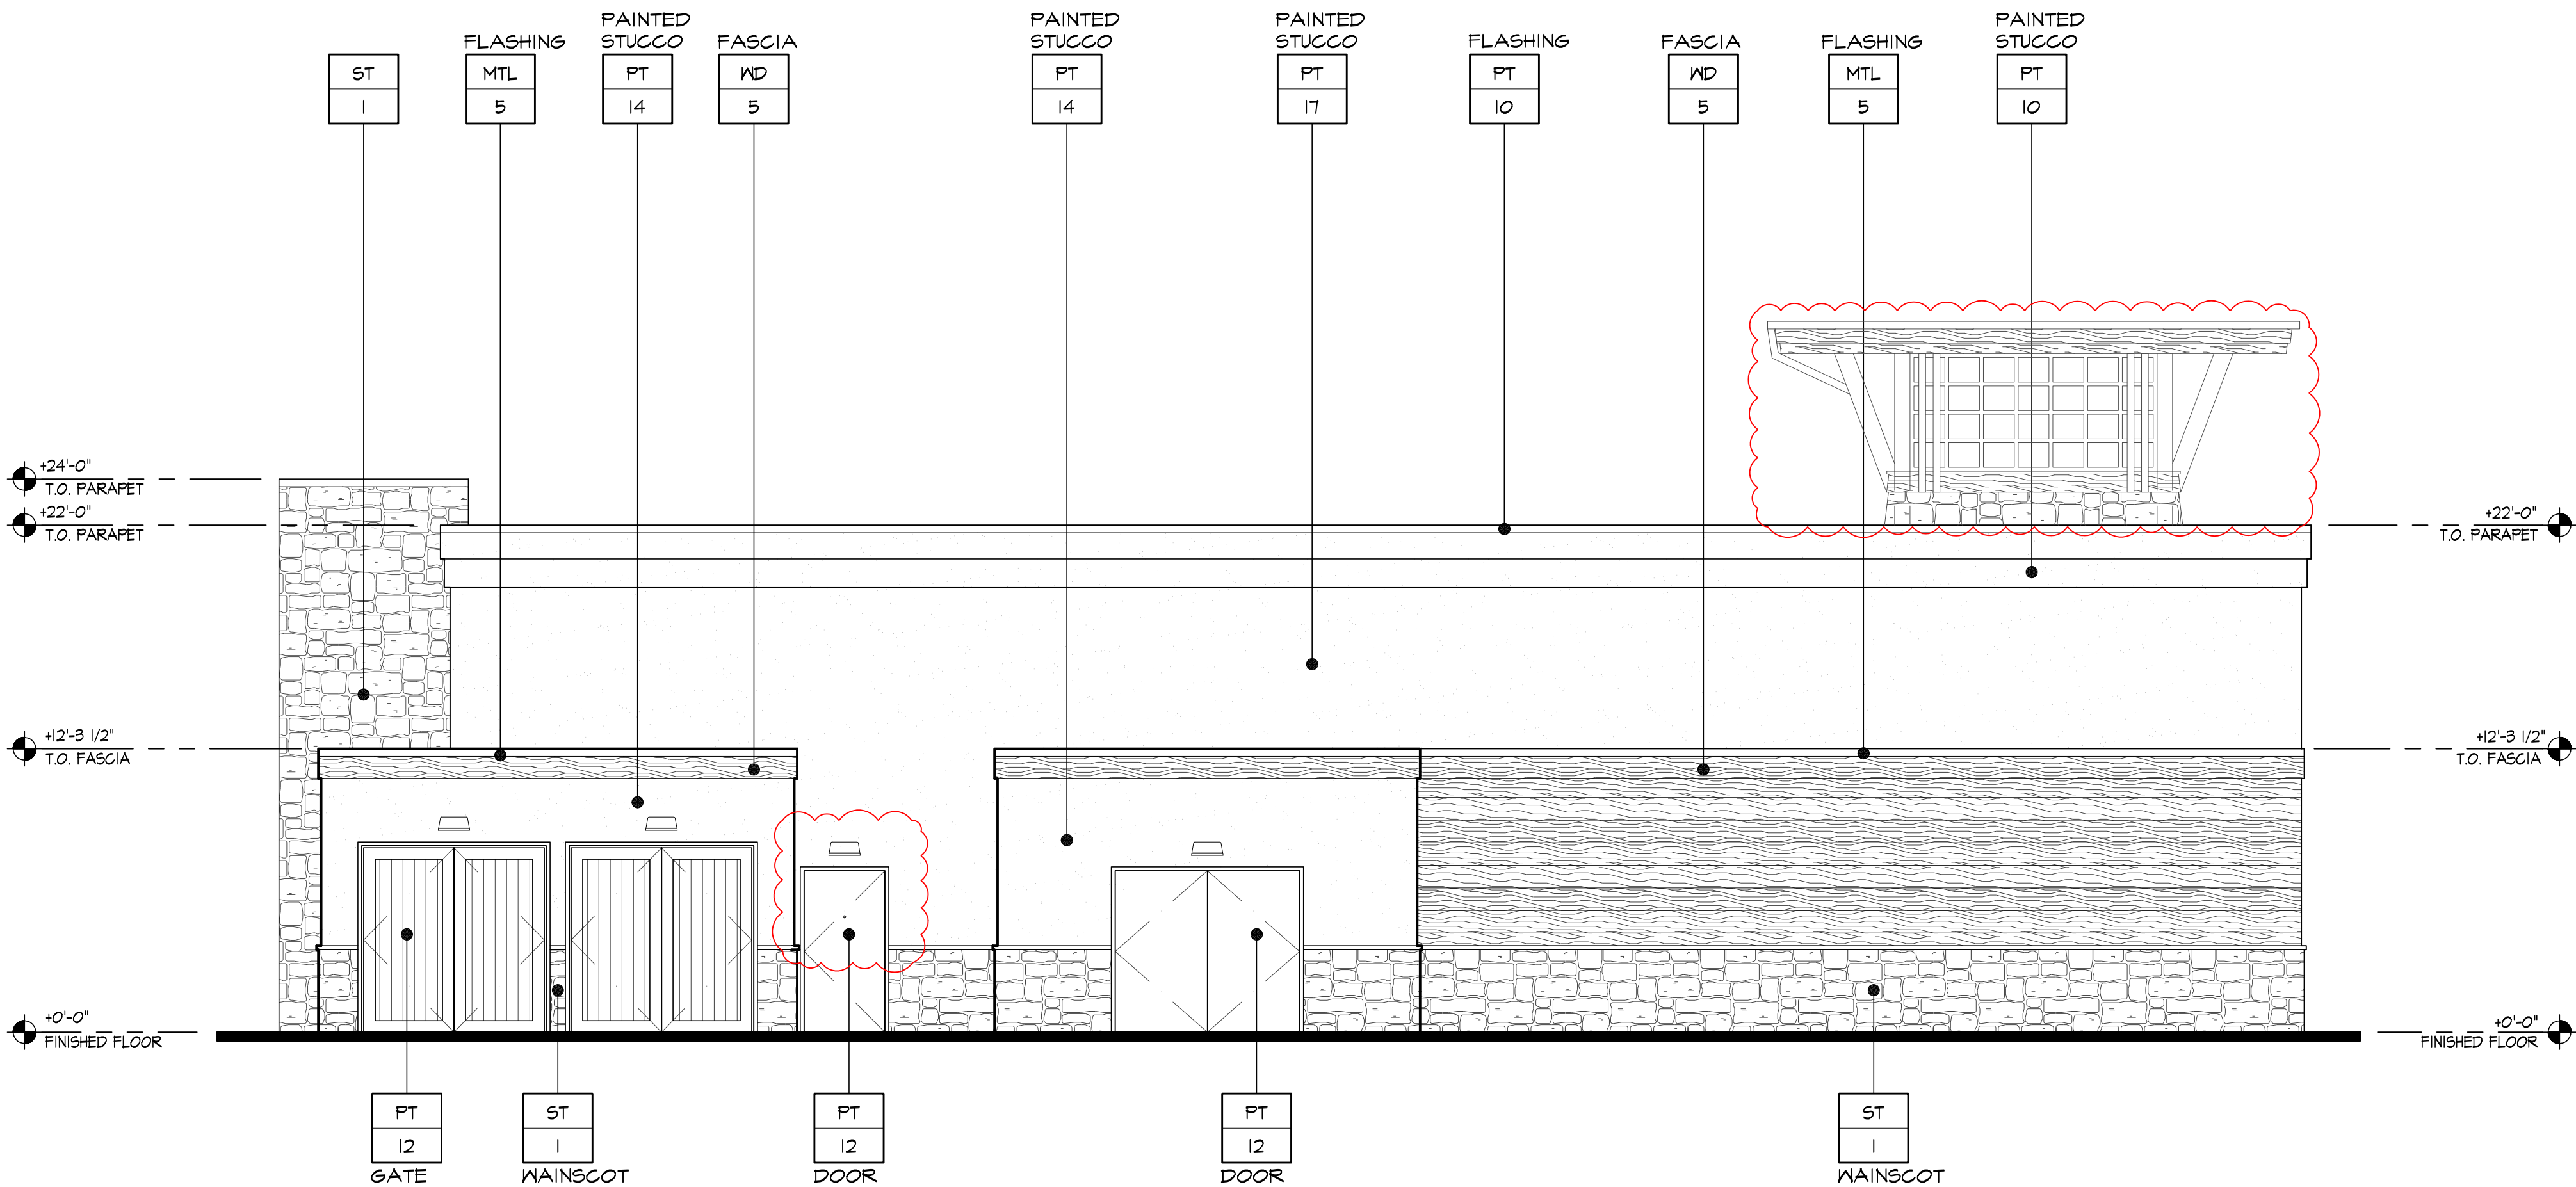 ST
1
FLASHING
MTL
5
PAINTED
STUCCO
PT
14
FASCIA
WD
5
PAINTED
STUCCO
PT
14
PAINTED
STUCCO
PT
17
FLASHING
PT
10
FASCIA
WD
5
FLASHING
MTL
5
PAINTED
STUCCO
PT
10
+24'-0"
T.O. PARAPET
+22'-0"
T.O. PARAPET
+22'-0"
T.O. PARAPET
+12'-3 1/2"
T.O. FASCIA
+12'-3 1/2"
T.O. FASCIA
+0'-0"
FINISHED FLOOR
+0'-0"
FINISHED FLOOR
PT
12
GATE
ST
1
WAINSCOT
PT
12
DOOR
PT
12
DOOR
ST
1
WAINSCOT